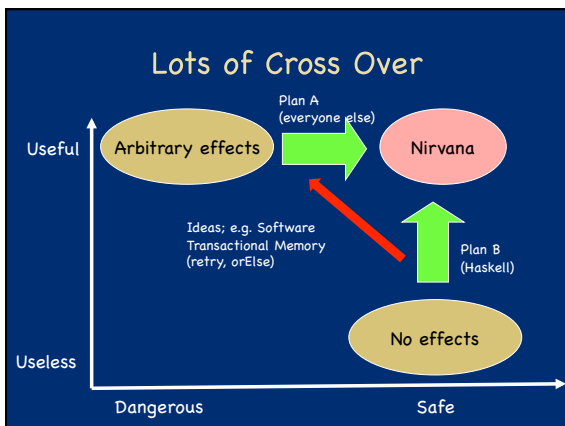 Lots of Cross Over
Plan A
(everyone else)
Useful
Arbitrary effects
Nirvana
Ideas; e.g. Software
Transactional Memory
(retry, orElse)
Plan B
(Haskell)
No effects
Useless
Dangerous
Safe